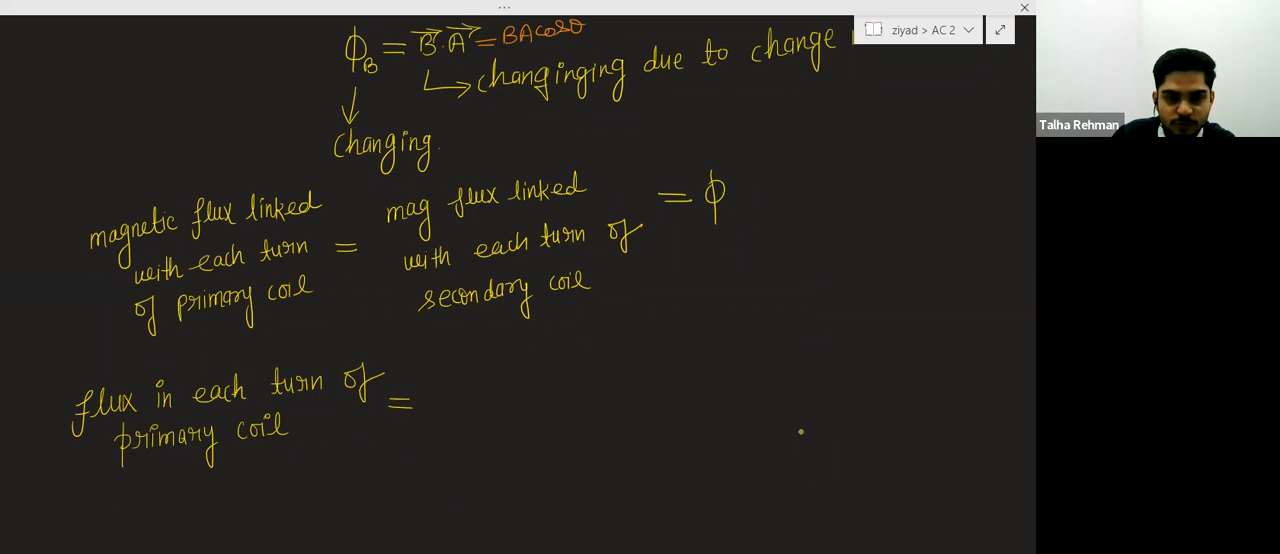 ziyad > AC 2
Φ_B = B⃗.A⃗ = BAcosθ
changinging due to change
changing.
Talha Rehman
magnetic flux linked
with each turn
of primary coil
=
mag flux linked
with each turn of
secondary coil
= Φ
flux in each turn of
primary coil
=